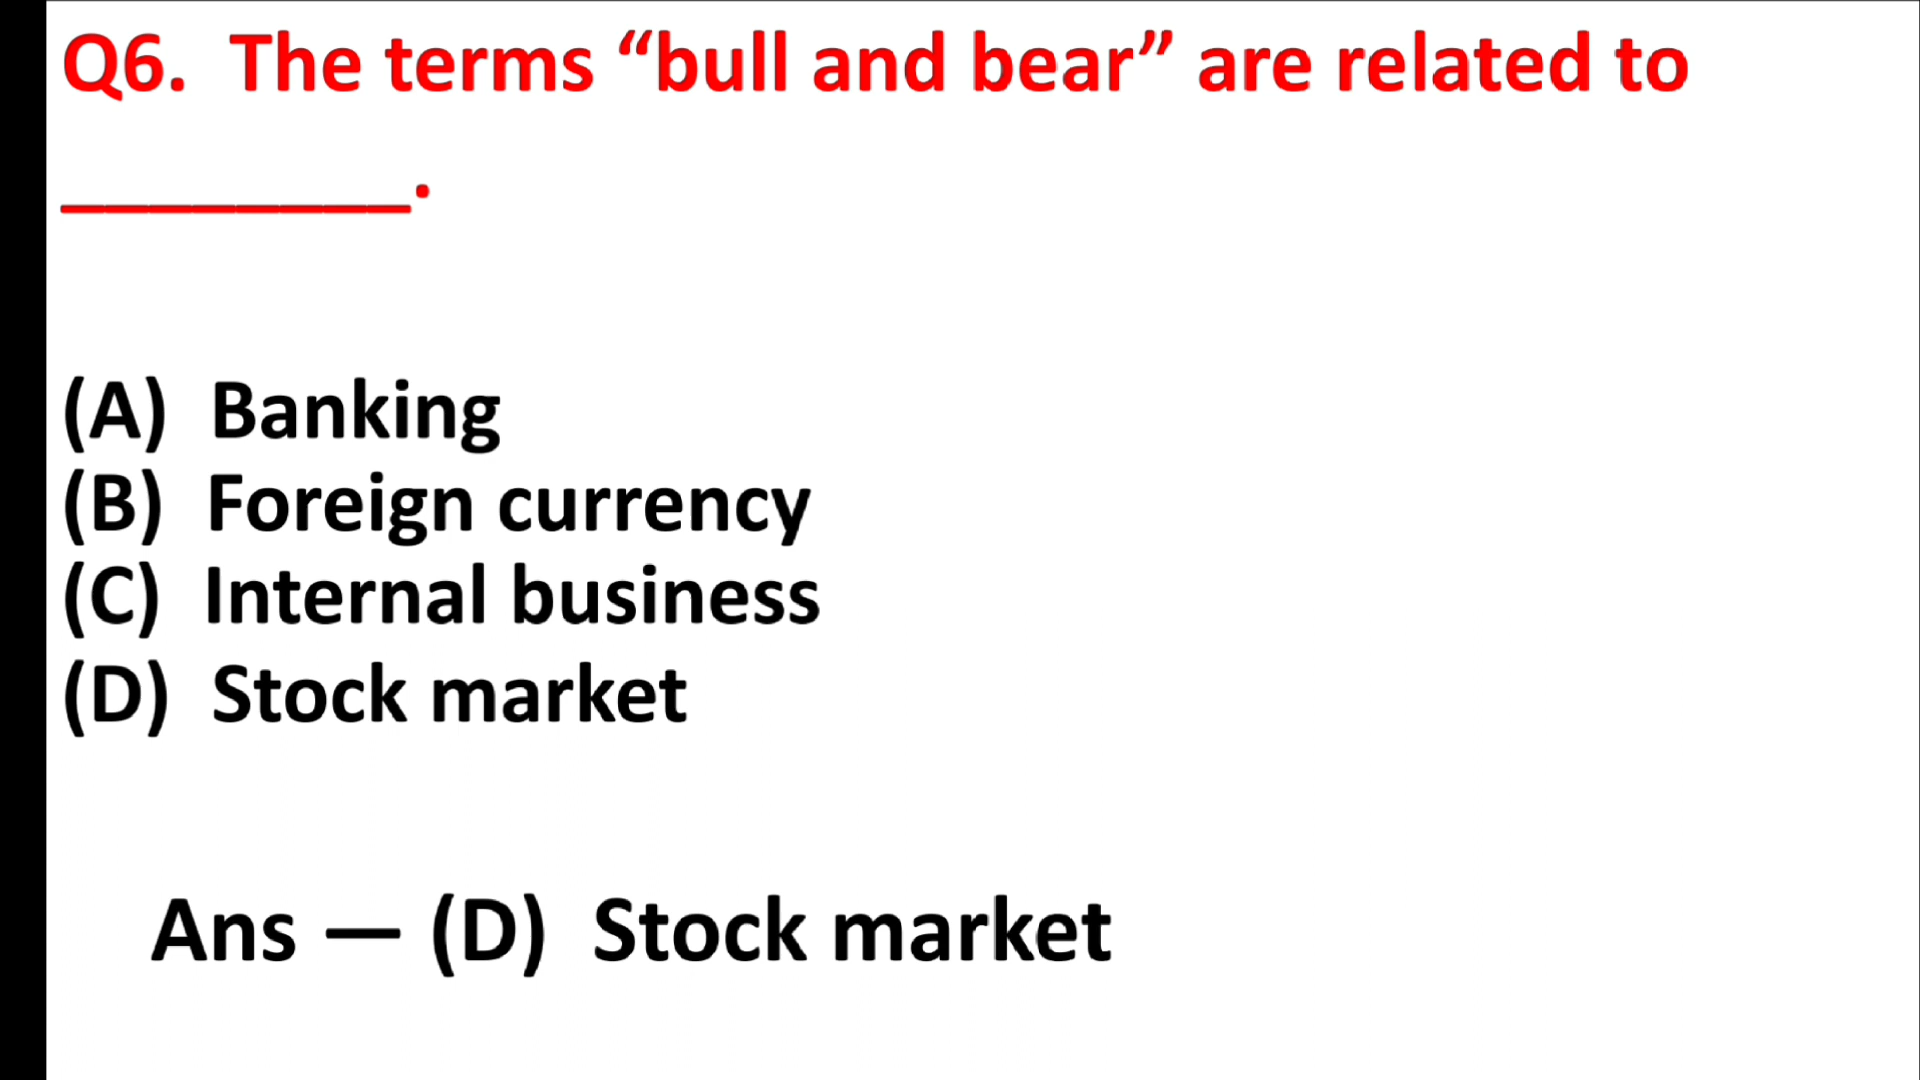 Q6. The terms “bull and bear” are related to
________.
(A) Banking
(B) Foreign currency
(C) Internal business
(D) Stock market
Ans — (D) Stock market